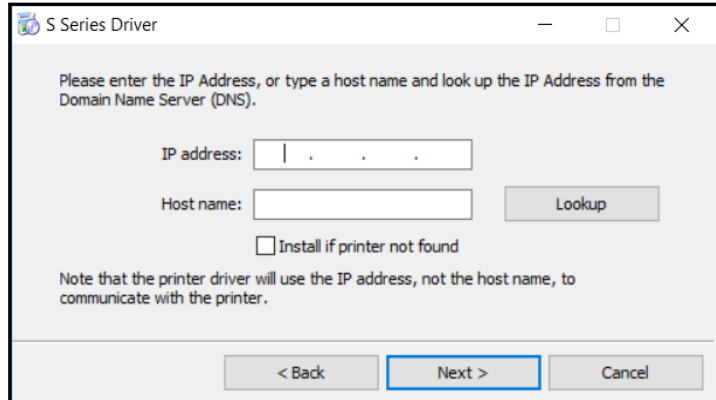 S Series Driver
Please enter the IP Address, or type a host name and look up the IP Address from the
Domain Name Server (DNS).
IP address: . . .
Host name: Lookup
Install if printer not found
Note that the printer driver will use the IP address, not the host name, to
communicate with the printer.
< Back Next > Cancel